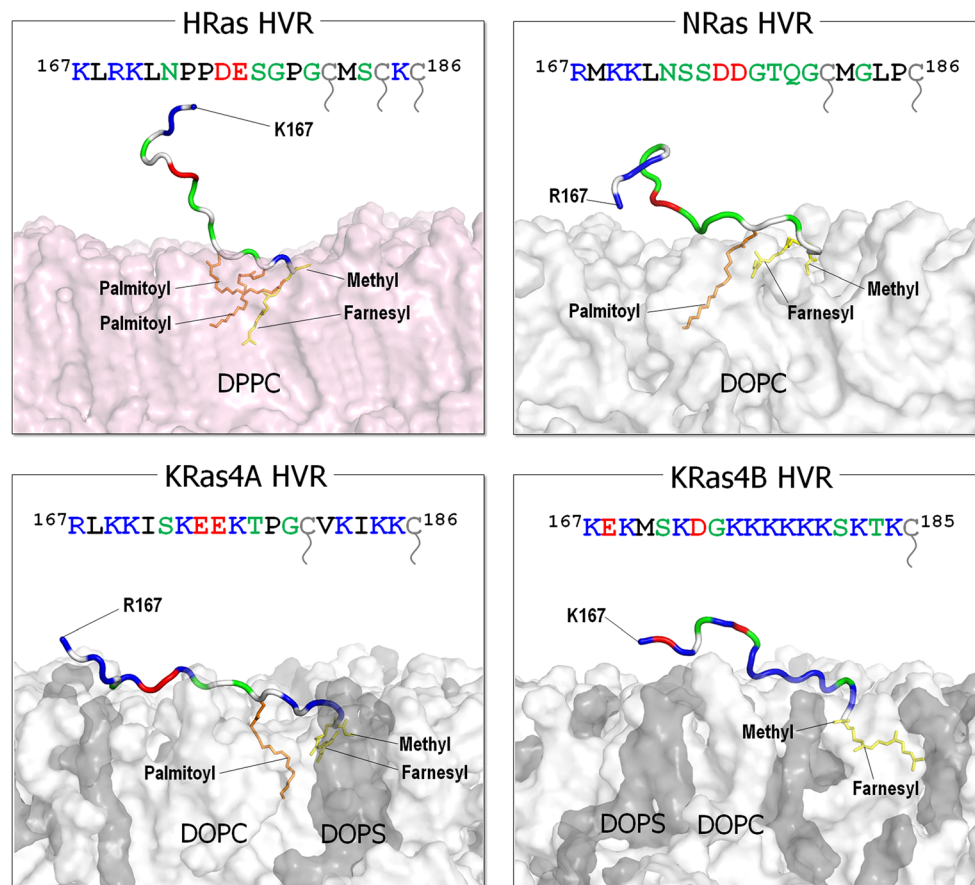 HRas HVR
167KLRKLNPPDESGPGCMSCKC186
K167
Palmitoyl
Methyl
Palmitoyl
Farnesyl
DPPC
NRas HVR
167RMKKLNSSDDGTQGCMGLPC186
R167
Palmitoyl
Methyl
Farnesyl
DOPC
KRas4A HVR
167RLKKISKEEKTPGCVKIKKC186
R167
Methyl
Palmitoyl
Farnesyl
DOPC DOPS
KRas4B HVR
167KEKMSKDGKKKKKKSKTKC185
K167
Methyl
Farnesyl
DOPS DOPC